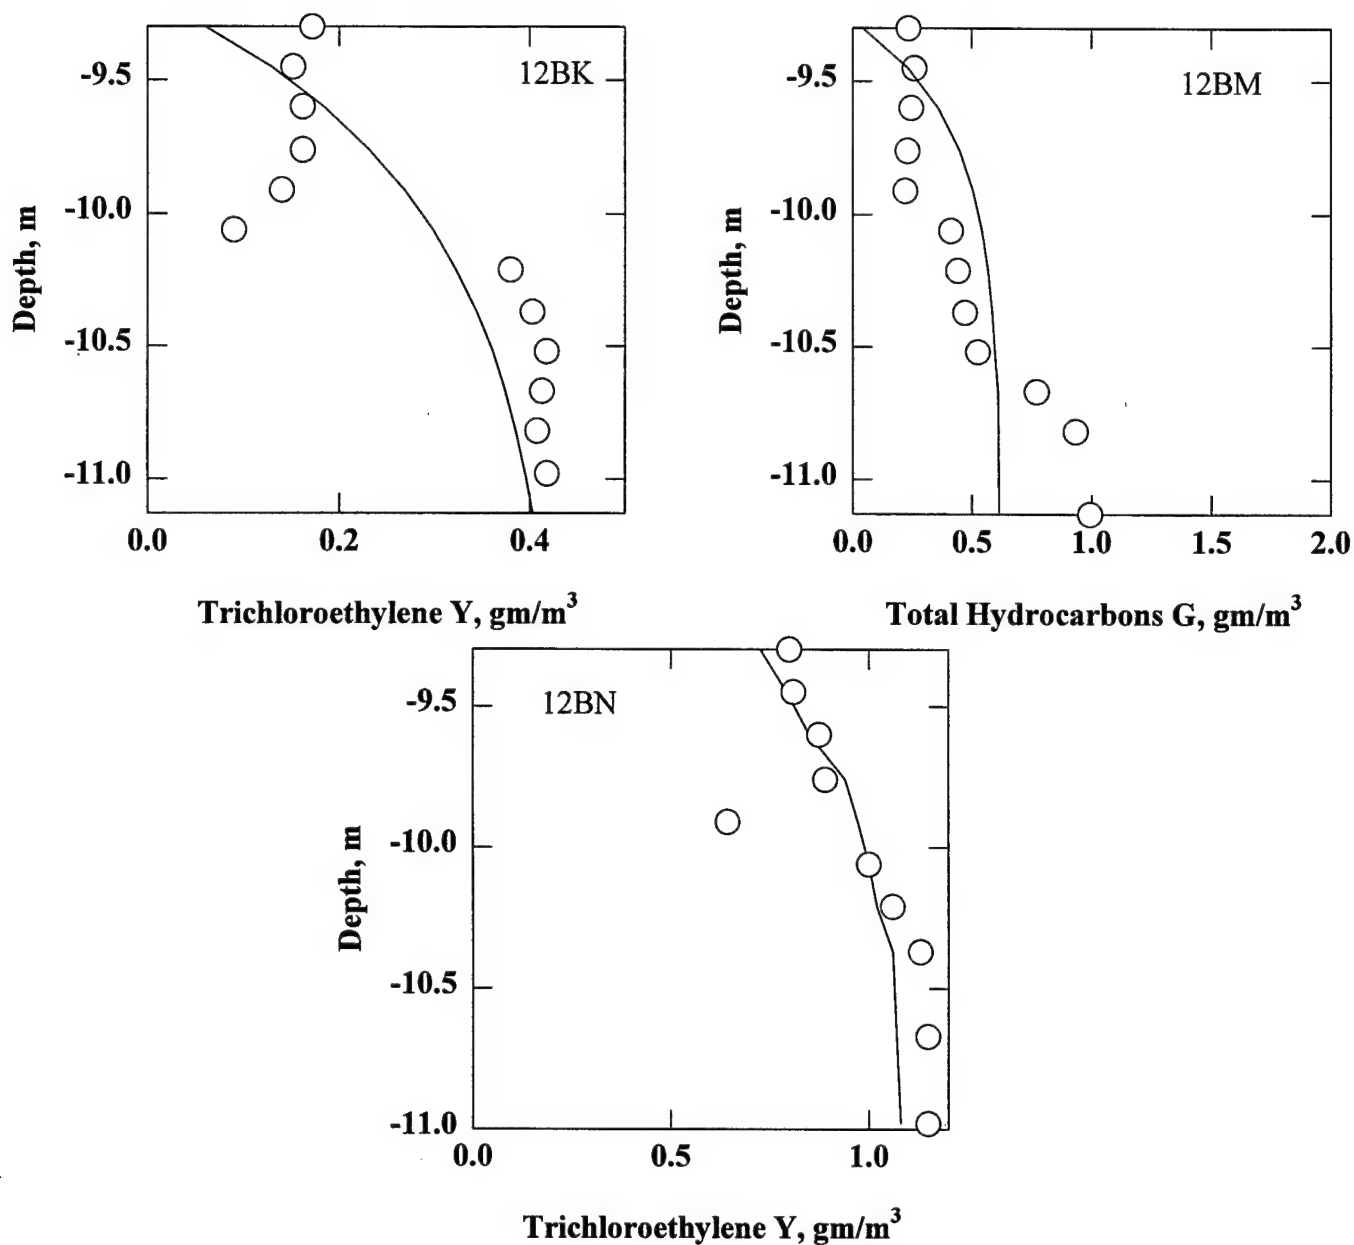 12BK
-9.5
-10.0
-10.5
-11.0
0.0 0.2 0.4
Depth, m
Trichloroethylene Y, gm/m³
12BM
-9.5
-10.0
-10.5
-11.0
0.0 0.5 1.0 1.5 2.0
Depth, m
Total Hydrocarbons G, gm/m³
12BN
-9.5
-10.0
-10.5
-11.0
0.0 0.5 1.0
Depth, m
Trichloroethylene Y, gm/m³